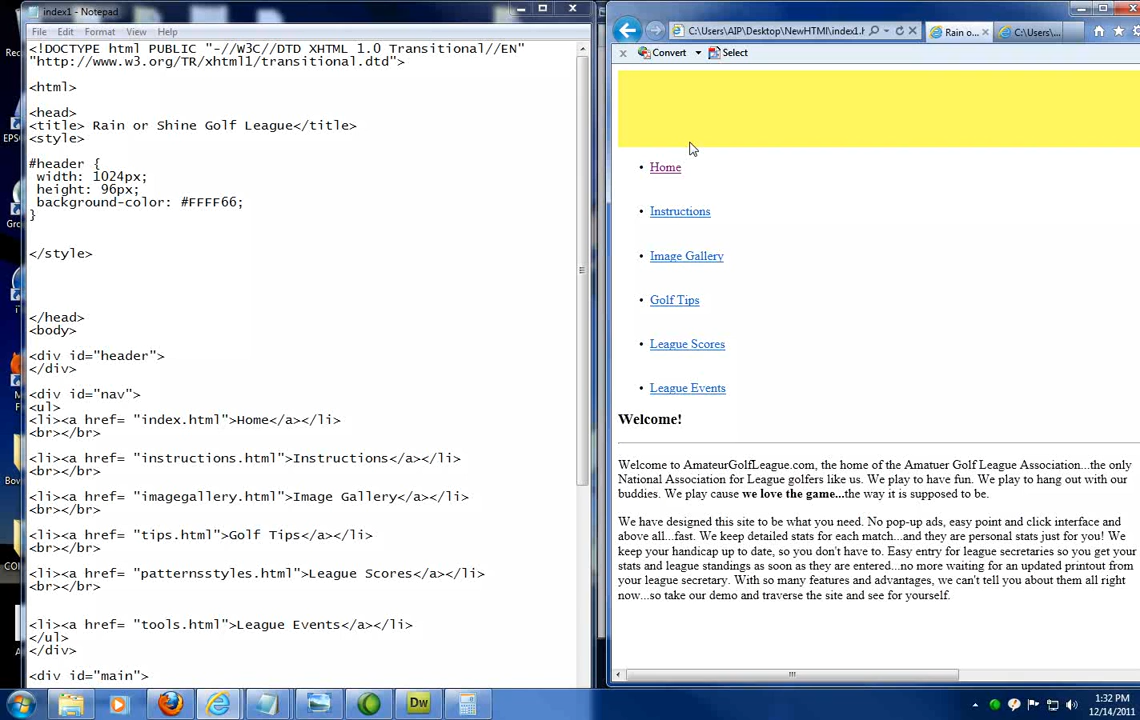 index1 - Notepad
File Edit Format View Help
<!DOCTYPE html PUBLIC "-//W3C//DTD XHTML 1.0 Transitional//EN"
"http://www.w3.org/TR/xhtml1/transitional.dtd">
<html>
<head>
<title> Rain or Shine Golf League</title>
<style>
#header {
width: 1024px;
height: 96px;
background-color: #FFFF66;
}
</style>
</head>
<body>
<div id="header">
</div>
<div id="nav">
<ul>
<li><a href= "index.html">Home</a></li>
<br></br>
<li><a href= "instructions.html">Instructions</a></li>
<br></br>
<li><a href= "imagegallery.html">Image Gallery</a></li>
<br></br>
<li><a href= "tips.html">Golf Tips</a></li>
<br></br>
<li><a href= "patternsstyles.html">League Scores</a></li>
<br></br>
<li><a href= "tools.html">League Events</a></li>
</ul>
</div>
<div id="main">
C:\Users\AIP\Desktop\NewHTMl\index1.h
Rain o...
C:\Users\...
Convert Select
Home
Instructions
Image Gallery
Golf Tips
League Scores
League Events
Welcome!
Welcome to AmateurGolfLeague.com, the home of the Amatuer Golf League Association...the only
National Association for League golfers like us. We play to have fun. We play to hang out with our
buddies. We play cause we love the game...the way it is supposed to be.
We have designed this site to be what you need. No pop-up ads, easy point and click interface and
above all...fast. We keep detailed stats for each match...and they are personal stats just for you! We
keep your handicap up to date, so you don't have to. Easy entry for league secretaries so you get your
stats and league standings as soon as they are entered...no more waiting for an updated printout from
your league secretary. With so many features and advantages, we can't tell you about them all right
now...so take our demo and traverse the site and see for yourself.
Dw
1:32 PM
12/14/2011